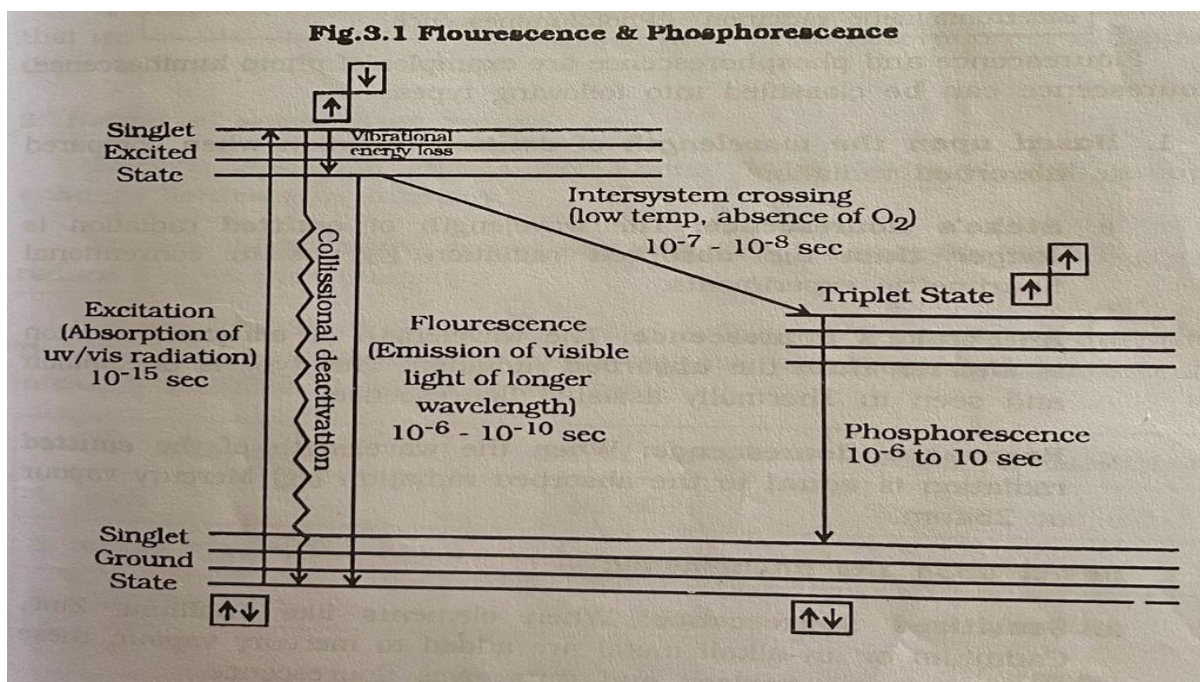 Fig.3.1 Flourescence & Phosphorescence
Singlet
Excited
State
Vibrational
energy loss
Intersystem crossing
(low temp, absence of O2)
10-7 - 10-8 sec
Triplet State
Collissional deactivation
Excitation
(Absorption of
uv/vis radiation)
10-15 sec
Flourescence
(Emission of visible
light of longer
wavelength)
10-6 - 10-10 sec
Phosphorescence
10-6 to 10 sec
Singlet
Ground
State